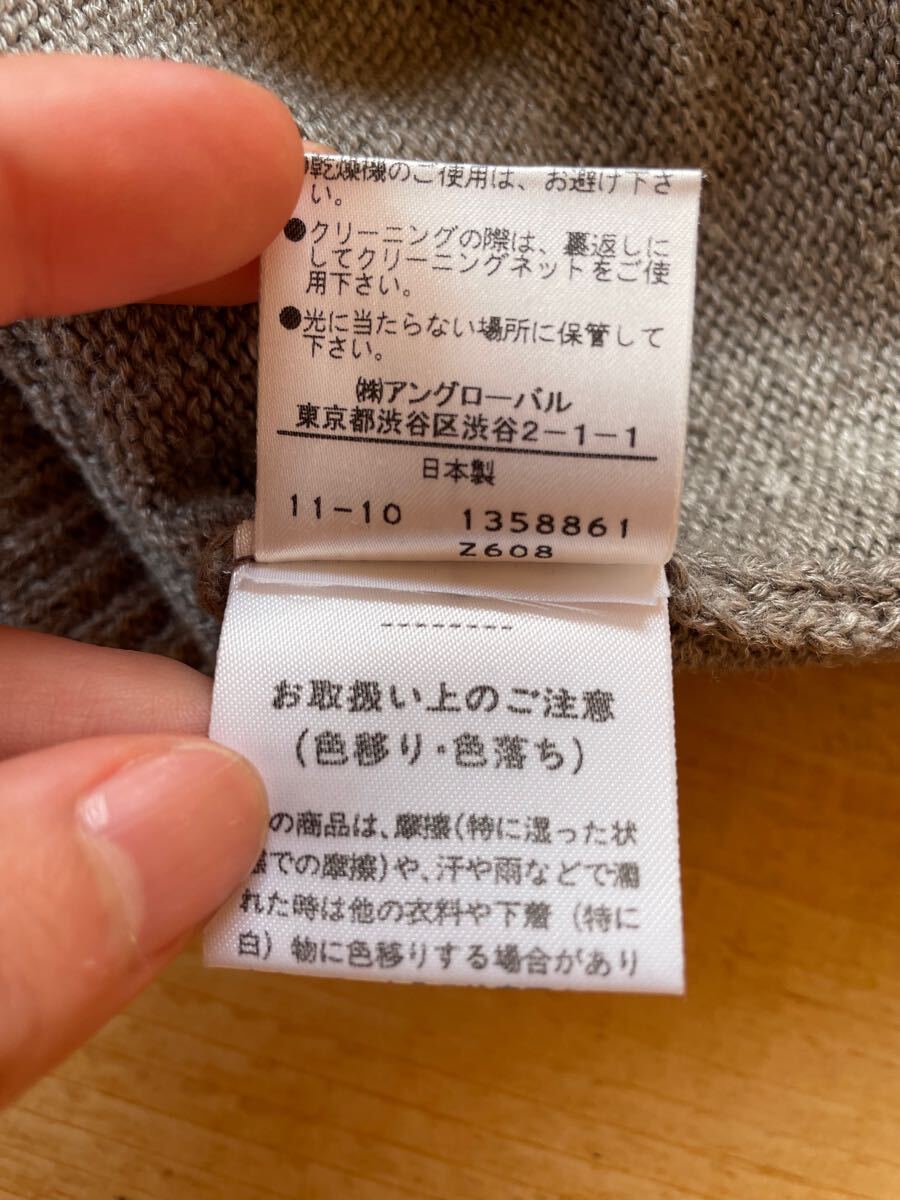 乾燥機のご使用は、お避け下さ
い。
●クリーニングの際は、裏返しに
してクリーニングネットをご使
用下さい。
●光に当たらない場所に保管して
下さい。
㈱アングローバル
東京都渋谷区渋谷2-1-1
日本製
11-10 1358861
Z608
--------
お取扱い上のご注意
(色移り・色落ち)
の商品は、摩擦(特に湿った状
態での摩擦)や、汗や雨などで濡
れた時は他の衣料や下着(特に
白)物に色移りする場合があり